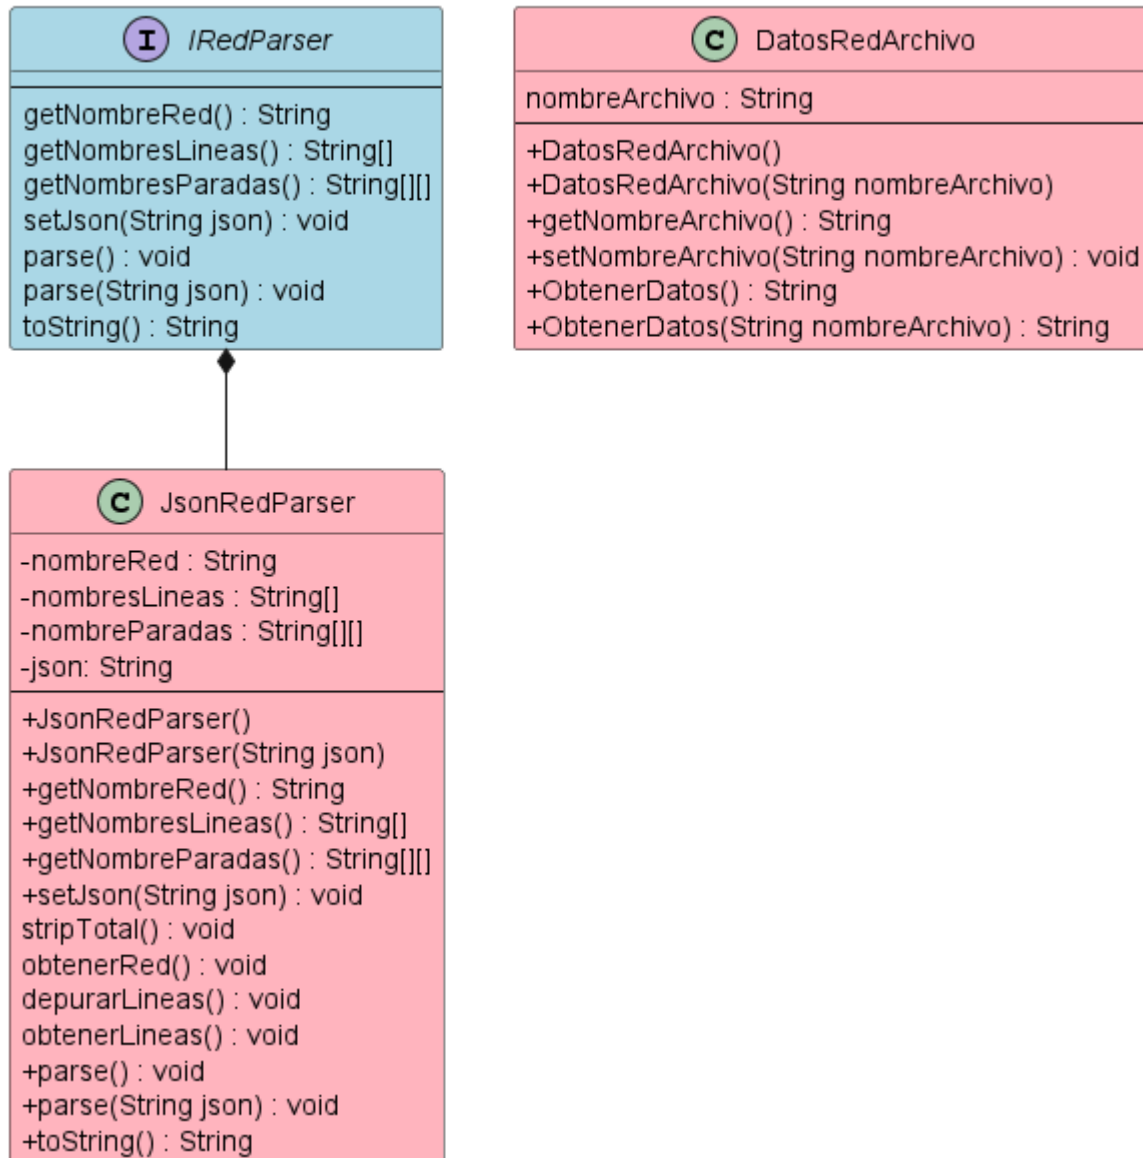 I IRedParser
getNombreRed() : String
getNombresLineas() : String[]
getNombresParadas() : String[][]
setJson(String json) : void
parse() : void
parse(String json) : void
toString() : String
C DatosRedArchivo
nombreArchivo : String
+DatosRedArchivo()
+DatosRedArchivo(String nombreArchivo)
+getNombreArchivo() : String
+setNombreArchivo(String nombreArchivo) : void
+ObtenerDatos() : String
+ObtenerDatos(String nombreArchivo) : String
C JsonRedParser
-nombreRed : String
-nombresLineas : String[]
-nombreParadas : String[][]
-json: String
+JsonRedParser()
+JsonRedParser(String json)
+getNombreRed() : String
+getNombresLineas() : String[]
+getNombreParadas() : String[][]
+setJson(String json) : void
stripTotal() : void
obtenerRed() : void
depurarLineas() : void
obtenerLineas() : void
+parse() : void
+parse(String json) : void
+toString() : String